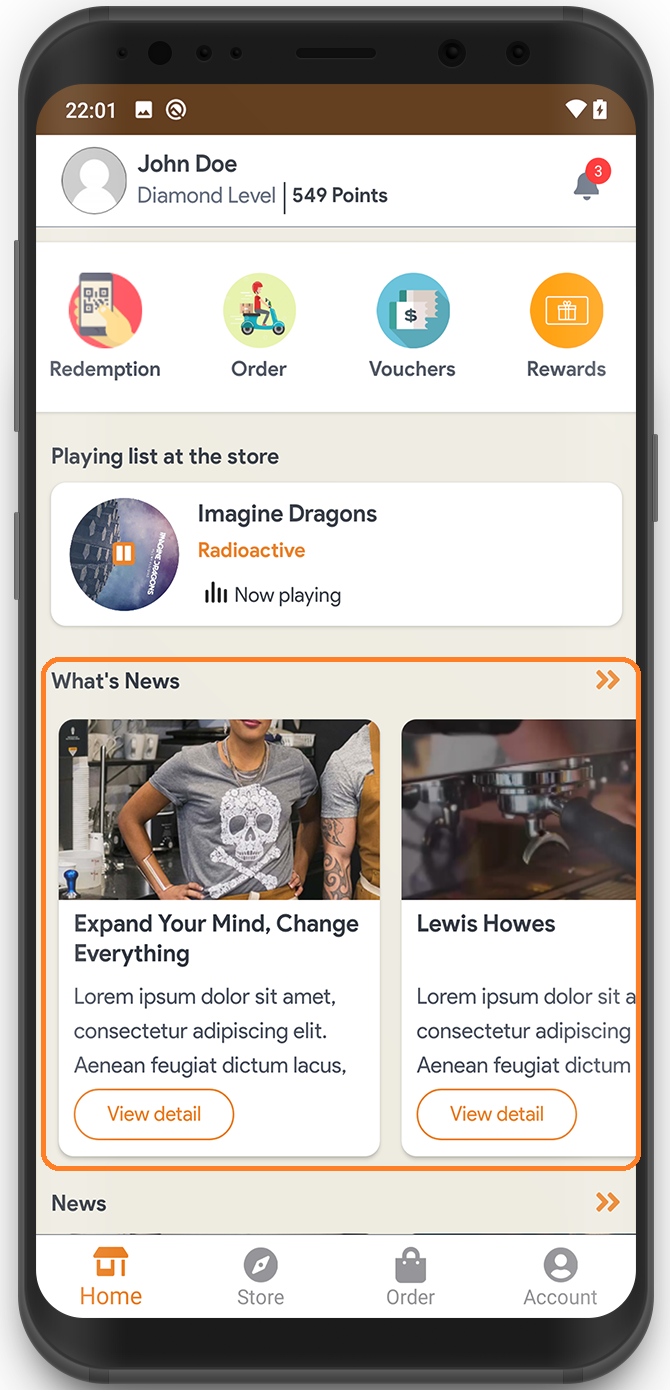 22:01
John Doe
Diamond Level | 549 Points
3
Redemption
Order
Vouchers
Rewards
Playing list at the store
Imagine Dragons
Radioactive
Now playing
IMAGINE DRAGONS
What's News
Expand Your Mind, Change
Everything
Lorem ipsum dolor sit amet,
consectetur adipiscing elit.
Aenean feugiat dictum lacus,
View detail
Lewis Howes
Lorem ipsum dolor sit a
consectetur adipiscing
Aenean feugiat dictum
View detail
News
Home
Store
Order
Account